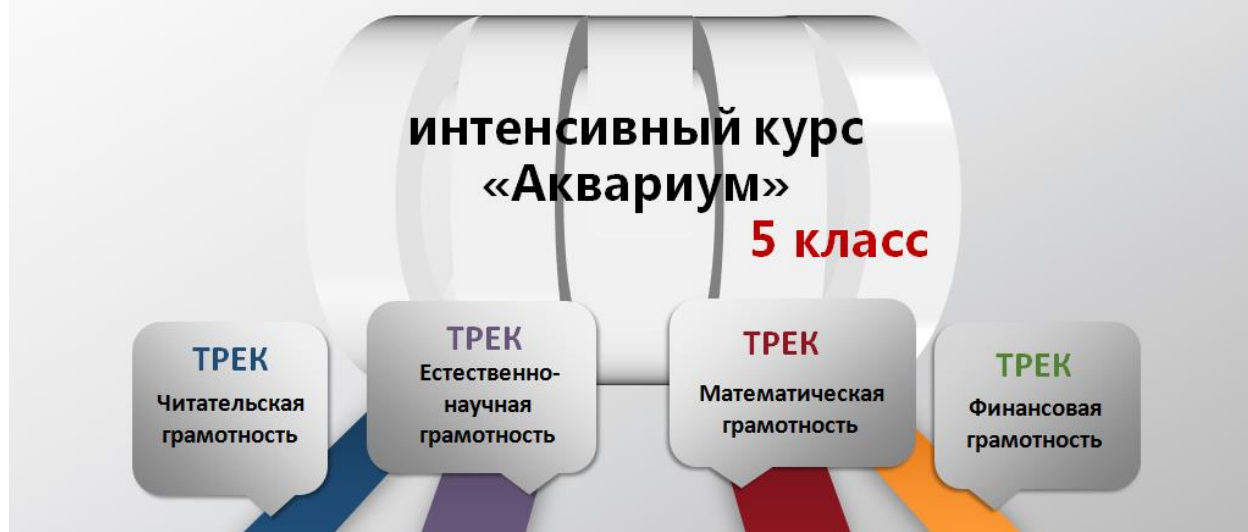 интенсивный курс
«Аквариум»
5 класс
ТРЕК
Читательская
грамотность
ТРЕК
Естественно-
научная
грамотность
ТРЕК
Математическая
грамотность
ТРЕК
Финансовая
грамотность